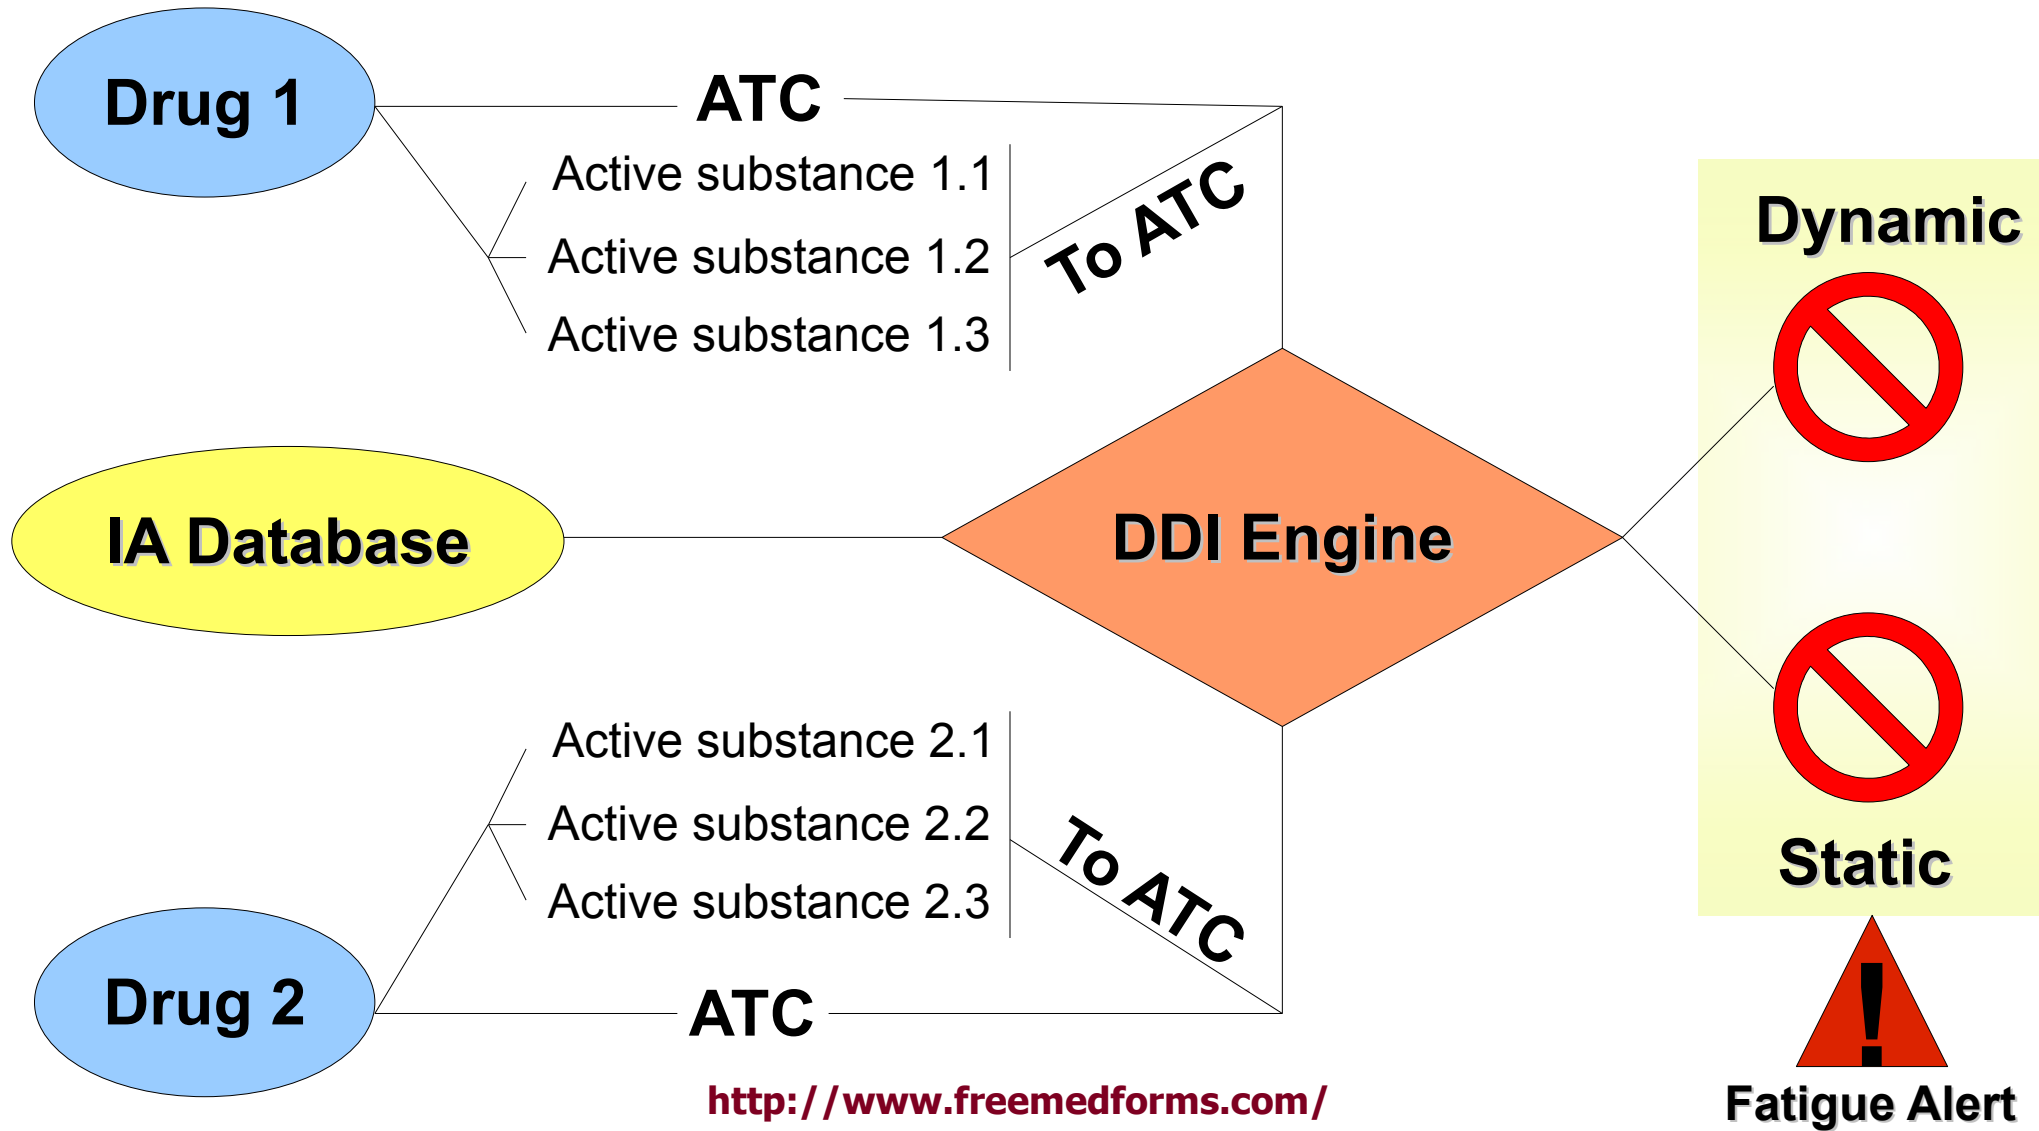 Drug 1
ATC
Active substance 1.1
Active substance 1.2
Active substance 1.3
To ATC
Dynamic
IA Database
DDI Engine
Active substance 2.1
Active substance 2.2
Active substance 2.3
To ATC
Static
Drug 2
ATC
!
Fatigue Alert
http://www.freemedforms.com/